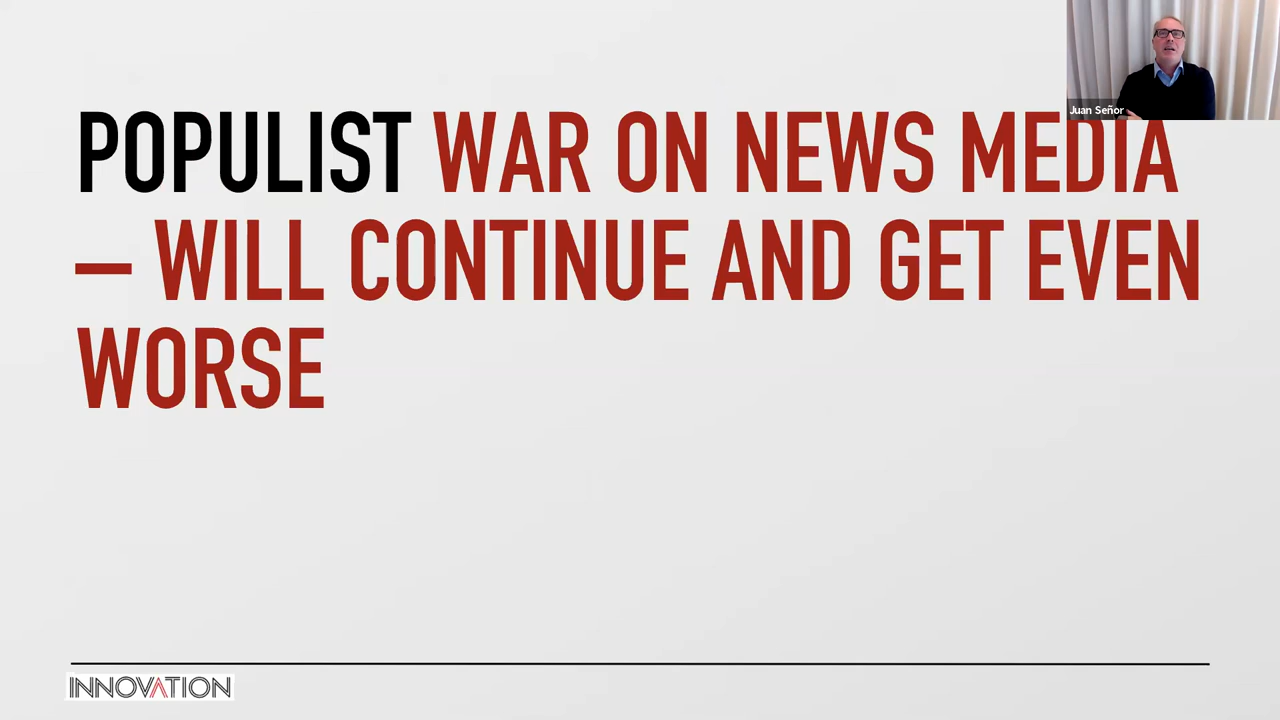 Juan Señor
POPULIST WAR ON NEWS MEDIA
– WILL CONTINUE AND GET EVEN
WORSE
INNOVATION